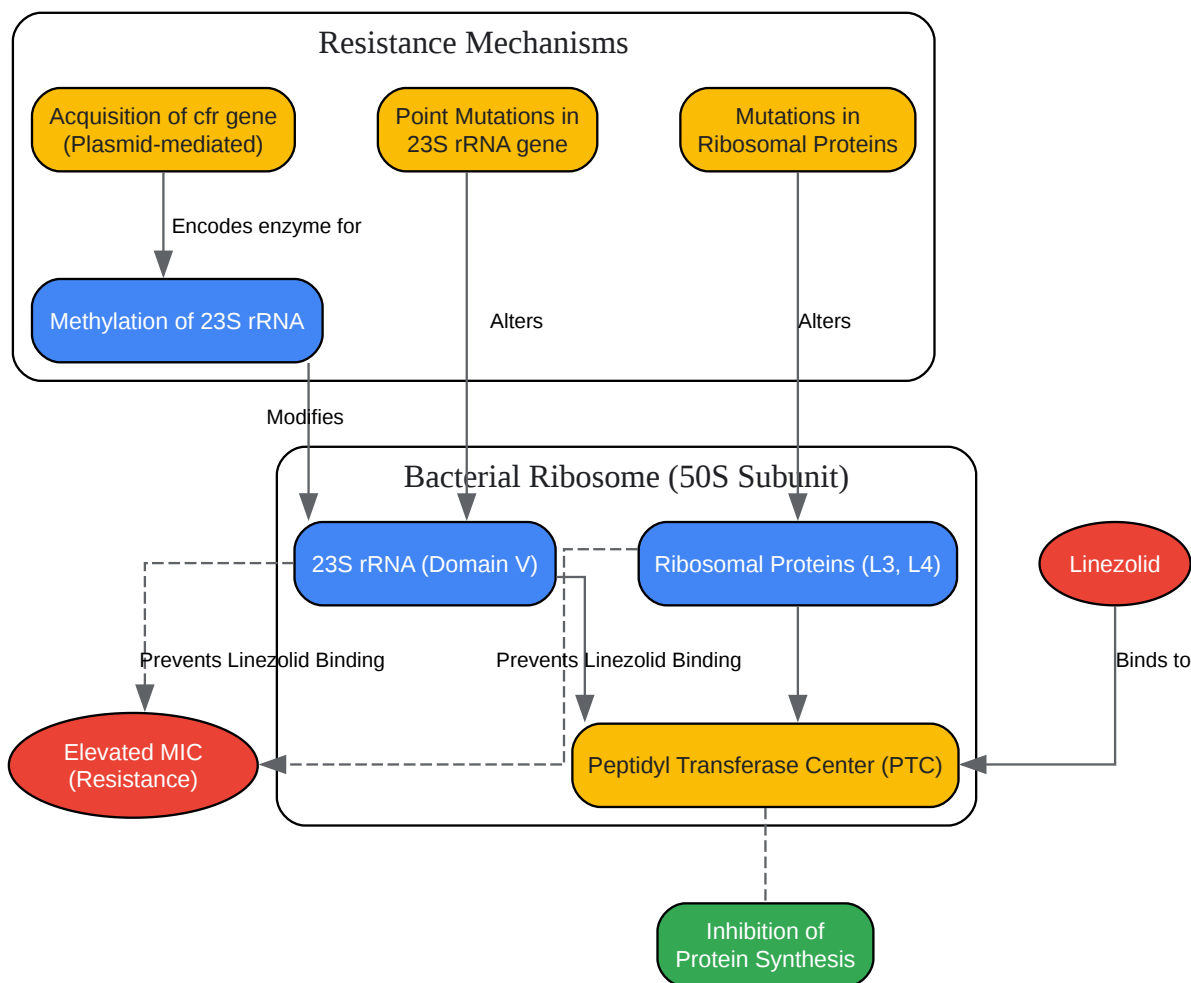 Resistance Mechanisms
Acquisition of cfr gene
(Plasmid-mediated)
Point Mutations in
23S rRNA gene
Mutations in
Ribosomal Proteins
Encodes enzyme for
Methylation of 23S rRNA
Alters
Alters
Modifies
Bacterial Ribosome (50S Subunit)
23S rRNA (Domain V)
Ribosomal Proteins (L3, L4)
Linezolid
Prevents Linezolid Binding
Prevents Linezolid Binding
Binds to
Elevated MIC
(Resistance)
Peptidyl Transferase Center (PTC)
Inhibition of
Protein Synthesis